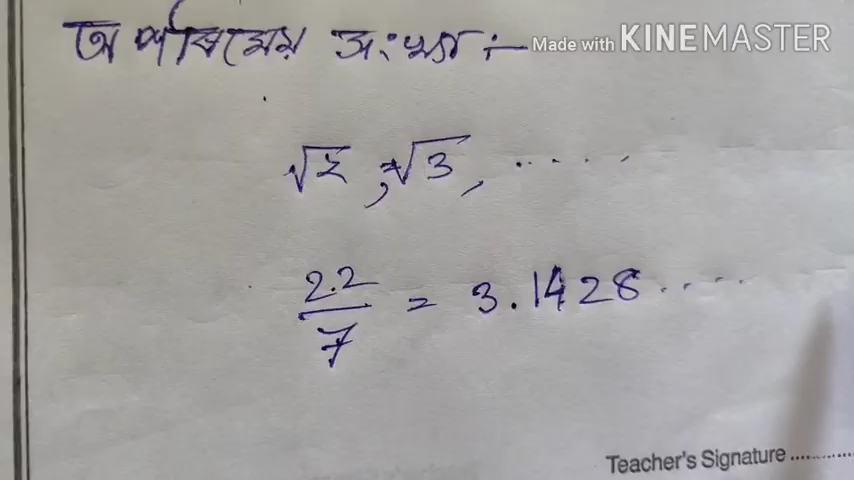 অপরিমেয় সংখ্যা :-
Made with KINEMASTER
√2, √3, .....
22/7 = 3.1428....
Teacher's Signature ............